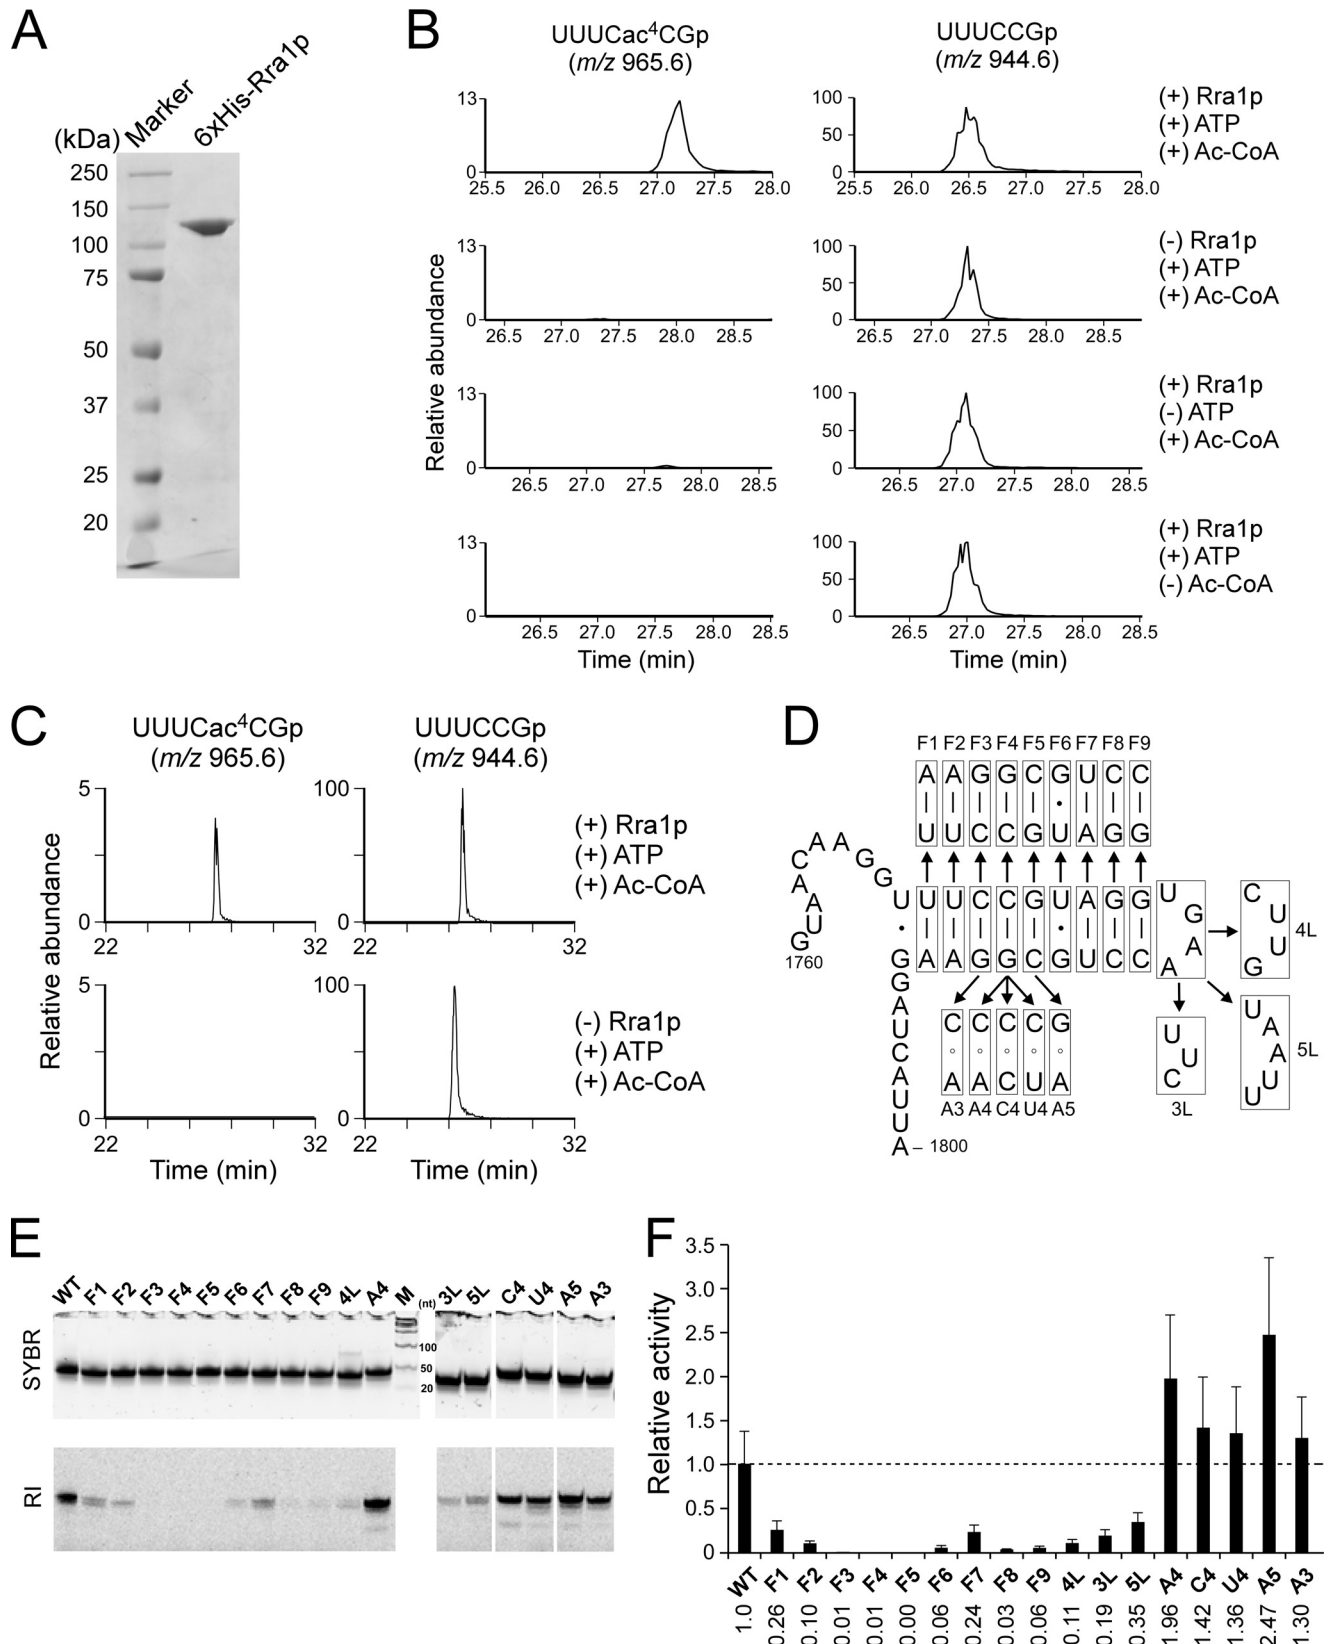 A
(kDa)
Marker
6xHis-Rra1p
250
150
100
75
50
37
25
20
B
UUUCac⁴CGp
(m/z 965.6)
UUUCCGp
(m/z 944.6)
Relative abundance
13
0
25.5 26.0 26.5 27.0 27.5 28.0
100
50
0
25.5 26.0 26.5 27.0 27.5 28.0
(+) Rra1p
(+) ATP
(+) Ac-CoA
13
0
26.5 27.0 27.5 28.0 28.5
100
50
0
26.5 27.0 27.5 28.0 28.5
(-) Rra1p
(+) ATP
(+) Ac-CoA
13
0
26.5 27.0 27.5 28.0 28.5
100
50
0
26.5 27.0 27.5 28.0 28.5
(+) Rra1p
(-) ATP
(+) Ac-CoA
13
0
26.5 27.0 27.5 28.0 28.5
100
50
0
26.5 27.0 27.5 28.0 28.5
(+) Rra1p
(+) ATP
(-) Ac-CoA
Time (min)
Time (min)
C
UUUCac⁴CGp
(m/z 965.6)
UUUCCGp
(m/z 944.6)
Relative abundance
5
0
22 32
100
0
22 32
(+) Rra1p
(+) ATP
(+) Ac-CoA
5
0
22 32
100
0
22 32
(-) Rra1p
(+) ATP
(+) Ac-CoA
Time (min)
Time (min)
D
F1 F2 F3 F4 F5 F6 F7 F8 F9
A A G G C G U C C
U U C C G U A G G
G U A A C A A G G U
1760
U U C C G U A G G
A A G G C G U C C
U G A A
C U U G
4L
U U C
3L
U A A U U
5L
C C C C G
A A C U A
A3 A4 C4 U4 A5
G G A U C A U U A
– 1800
E
WT F1 F2 F3 F4 F5 F6 F7 F8 F9 4L A4 M (nt) 3L 5L C4 U4 A5 A3
SYBR
100
50
20
RI
F
Relative activity
3.5
3.0
2.5
2.0
1.5
1.0
0.5
0
WT F1 F2 F3 F4 F5 F6 F7 F8 F9 4L 3L 5L A4 C4 U4 A5 A3
1.0 0.26 0.10 0.01 0.01 0.00 0.06 0.24 0.03 0.06 0.11 0.19 0.35 1.96 1.42 1.36 2.47 1.30